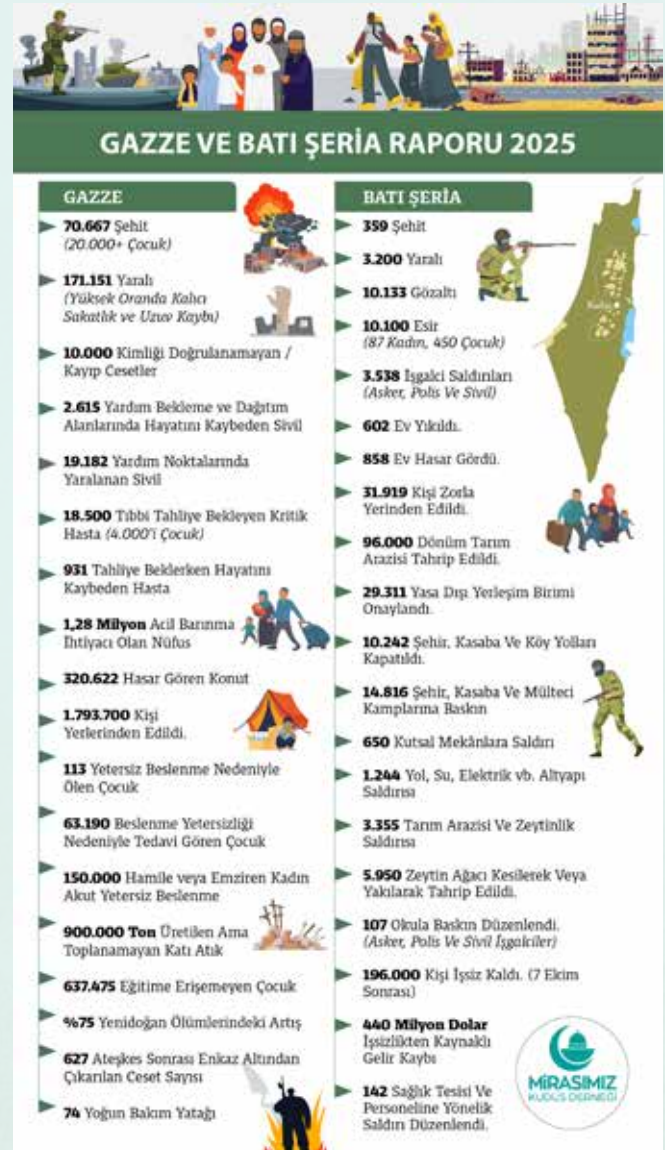 GAZZE VE BATI ŞERİA RAPORU 2025
GAZZE
70.667 Şehit
(20.000+ Çocuk)
171.151 Yaralı
(Yüksek Oranda Kalıcı
Sakatlık ve Uzuv Kaybı)
10.000 Kimliği Doğrulanamayan /
Kayıp Cesetler
2.615 Yardım Bekleme ve Dağıtım
Alanlarında Hayatını Kaybeden Sivil
19.182 Yardım Noktalarında
Yaralanan Sivil
18.500 Tıbbi Tahliye Bekleyen Kritik
Hasta (4.000'i Çocuk)
931 Tahliye Beklerken Hayatını
Kaybeden Hasta
1,28 Milyon Acil Barınma
İhtiyacı Olan Nüfus
320.622 Hasar Gören Konut
1.793.700 Kişi
Yerlerinden Edildi.
113 Yetersiz Beslenme Nedeniyle
Ölen Çocuk
63.190 Beslenme Yetersizliği
Nedeniyle Tedavi Gören Çocuk
150.000 Hamile veya Emziren Kadın
Akut Yetersiz Beslenme
900.000 Ton Üretilen Ama
Toplanamayan Katı Atık
637.475 Eğitime Erişemeyen Çocuk
%75 Yenidoğan Ölümlerindeki Artış
627 Ateşkes Sonrası Enkaz Altından
Çıkarılan Ceset Sayısı
74 Yoğun Bakım Yatağı
BATI ŞERİA
359 Şehit
3.200 Yaralı
10.133 Gözaltı
10.100 Esir
(87 Kadın, 450 Çocuk)
3.538 İşgalci Saldırıları
(Asker, Polis Ve Sivil)
602 Ev Yıkıldı.
858 Ev Hasar Gördü.
31.919 Kişi Zorla
Yerinden Edildi.
96.000 Dönüm Tarım
Arazisi Tahrip Edildi.
29.311 Yasa Dışı Yerleşim Birimi
Onaylandı.
10.242 Şehir, Kasaba Ve Köy Yolları
Kapatıldı.
14.816 Şehir, Kasaba Ve Mülteci
Kamplarına Baskın
650 Kutsal Mekânlara Saldırı
1.244 Yol, Su, Elektrik vb. Altyapı
Saldırısı
3.355 Tarım Arazisi Ve Zeytinlik
Saldırısı
5.950 Zeytin Ağacı Kesilerek Veya
Yakılarak Tahrip Edildi.
107 Okula Baskın Düzenlendi.
(Asker, Polis Ve Sivil İşgalciler)
196.000 Kişi İşsiz Kaldı. (7 Ekim
Sonrası)
440 Milyon Dolar
İşsizlikten Kaynaklı
Gelir Kaybı
142 Sağlık Tesisi Ve
Personeline Yönelik
Saldırı Düzenlendi.
Kudüs
MİRASIMIZ
KUDÜS DERNEĞİ